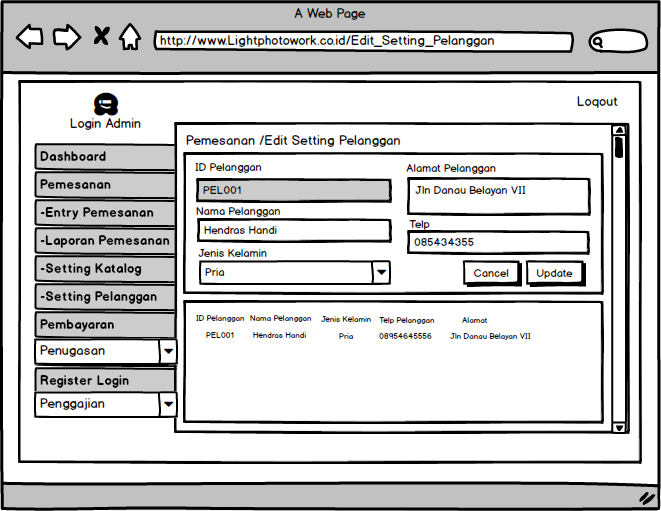 A Web Page
http://www.Lightphotowork.co.id/Edit_Setting_Pelanggan
Logout
Login Admin
Dashboard
Pemesanan
-Entry Pemesanan
-Laporan Pemesanan
-Setting Katalog
-Setting Pelanggan
Pembayaran
Penugasan
Register Login
Penggajian
Pemesanan /Edit Setting Pelanggan
ID Pelanggan
PEL001
Nama Pelanggan
Hendras Handi
Jenis Kelamin
Pria
Alamat Pelanggan
Jln Danau Belayan VII
Telp
085434355
Cancel Update
ID Pelanggan Nama Pelanggan Jenis Kelamin Telp Pelanggan Alamat
PEL001 Hendras Handi Pria 08954645556 Jln Danau Belayan VII